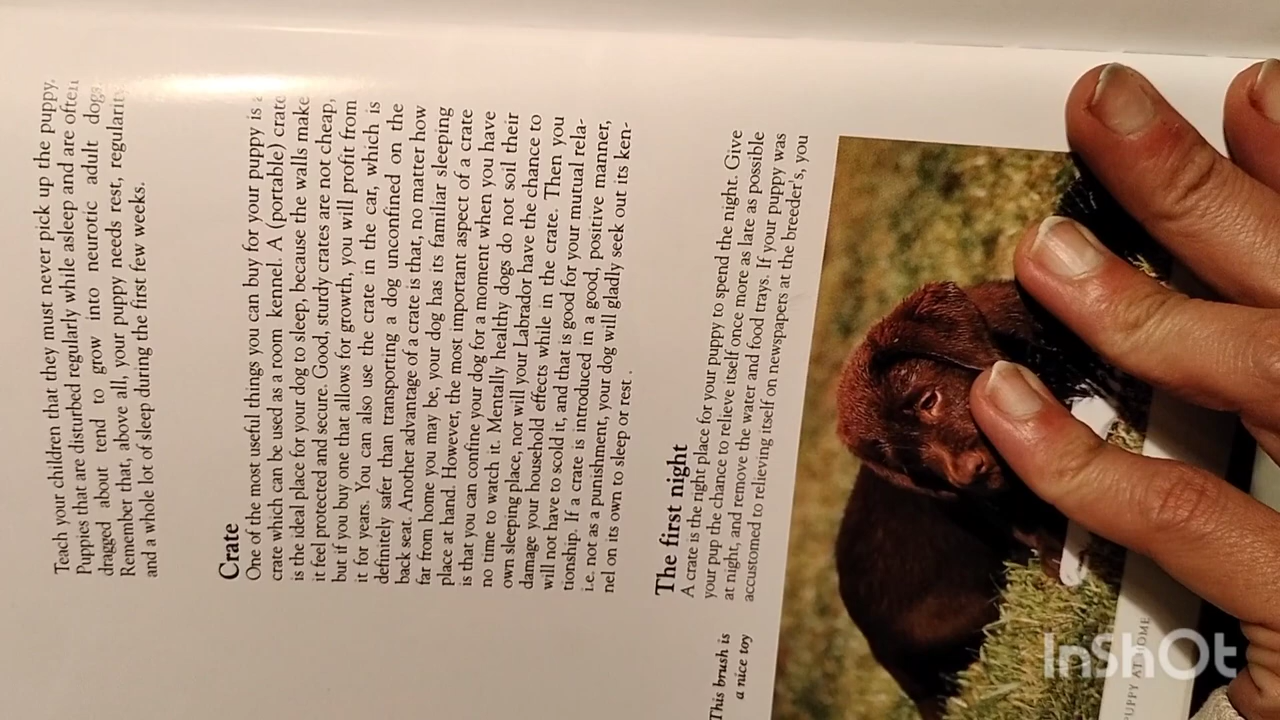 Teach your children that they must never pick up the puppy.
Puppies that are disturbed regularly while asleep and are often
dragged about tend to grow into neurotic adult dogs.
Remember that, above all, your puppy needs rest, regularity
and a whole lot of sleep during the first few weeks.
Crate
One of the most useful things you can buy for your puppy is a
crate which can be used as a room kennel. A (portable) crate
is the ideal place for your dog to sleep, because the walls make
it feel protected and secure. Good, sturdy crates are not cheap,
but if you buy one that allows for growth, you will profit from
it for years. You can also use the crate in the car, which is
definitely safer than transporting a dog unconfined on the
back seat. Another advantage of a crate is that, no matter how
far from home you may be, your dog has its familiar sleeping
place at hand. However, the most important aspect of a crate
is that you can confine your dog for a moment when you have
no time to watch it. Mentally healthy dogs do not soil their
own sleeping place, nor will your Labrador have the chance to
damage your household effects while in the crate. Then you
will not have to scold it, and that is good for your mutual rela-
tionship. If a crate is introduced in a good, positive manner,
i.e. not as a punishment, your dog will gladly seek out its ken-
nel on its own to sleep or rest.
The first night
A crate is the right place for your puppy to spend the night. Give
your pup the chance to relieve itself once more as late as possible
at night, and remove the water and food trays. If your puppy was
accustomed to relieving itself on newspapers at the breeder's, you
This brush is
a nice toy
PUPPY AT HOME
InShOt